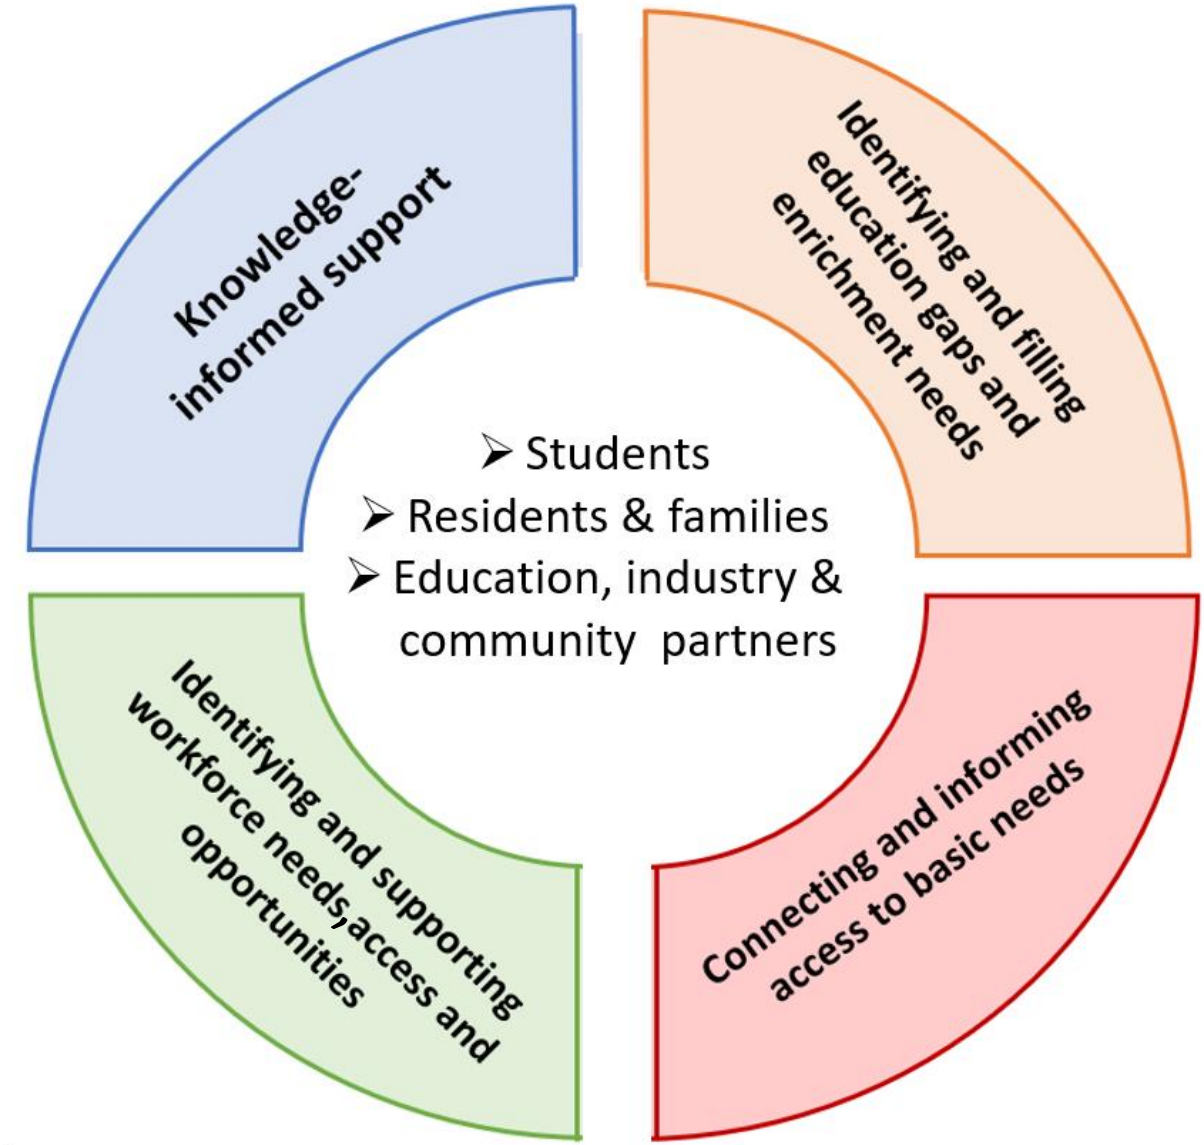 Knowledge-
informed support
Identifying and filling
education gaps and
enrichment needs
➢ Students
➢ Residents & families
➢ Education, industry &
community partners
Identifying and supporting
workforce needs,access and
opportunities
Connecting and informing
access to basic needs